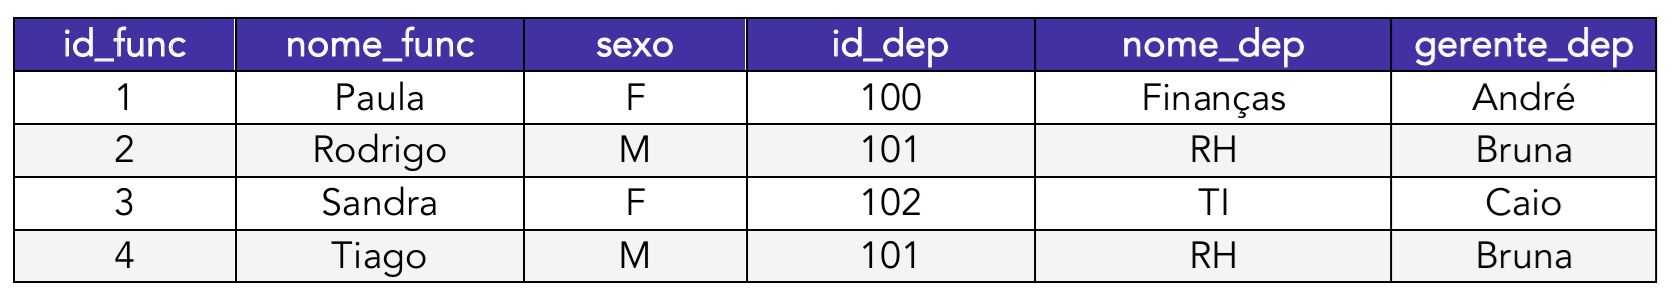 id_func nome_func sexo id_dep nome_dep gerente_dep
1 Paula F 100 Finanças André
2 Rodrigo M 101 RH Bruna
3 Sandra F 102 TI Caio
4 Tiago M 101 RH Bruna